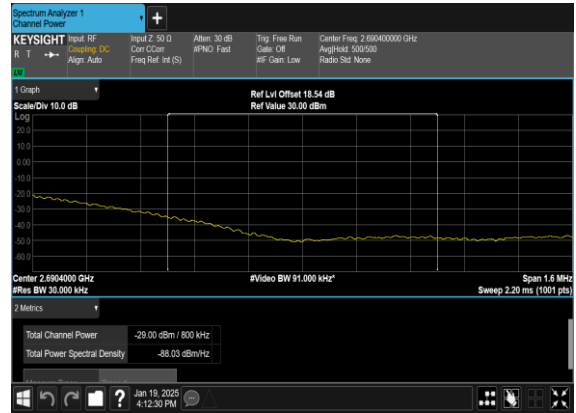 Spectrum Analyzer 1
Channel Power
+
KEYSIGHT Input: RF Input Z: 50 Ω Atten: 30 dB Trig: Free Run Center Freq: 2.690400000 GHz
R T Coupling: DC Corr CCorr #PNO: Fast Gate: Off Avg|Hold: 500/500
Align: Auto Freq Ref: Int (S) #IF Gain: Low Radio Std: None
LV
1 Graph
Scale/Div 10.0 dB
Ref Lvl Offset 18.54 dB
Ref Value 30.00 dBm
Log
20.0
10.0
0.00
-10.0
-20.0
-30.0
-40.0
-50.0
-60.0
Center 2.6904000 GHz #Video BW 91.000 kHz* Span 1.6 MHz
#Res BW 30.000 kHz Sweep 2.20 ms (1001 pts)
2 Metrics
Total Channel Power -29.00 dBm / 800 kHz
Total Power Spectral Density -88.03 dBm/Hz
?
Jan 19, 2025
4:12:30 PM